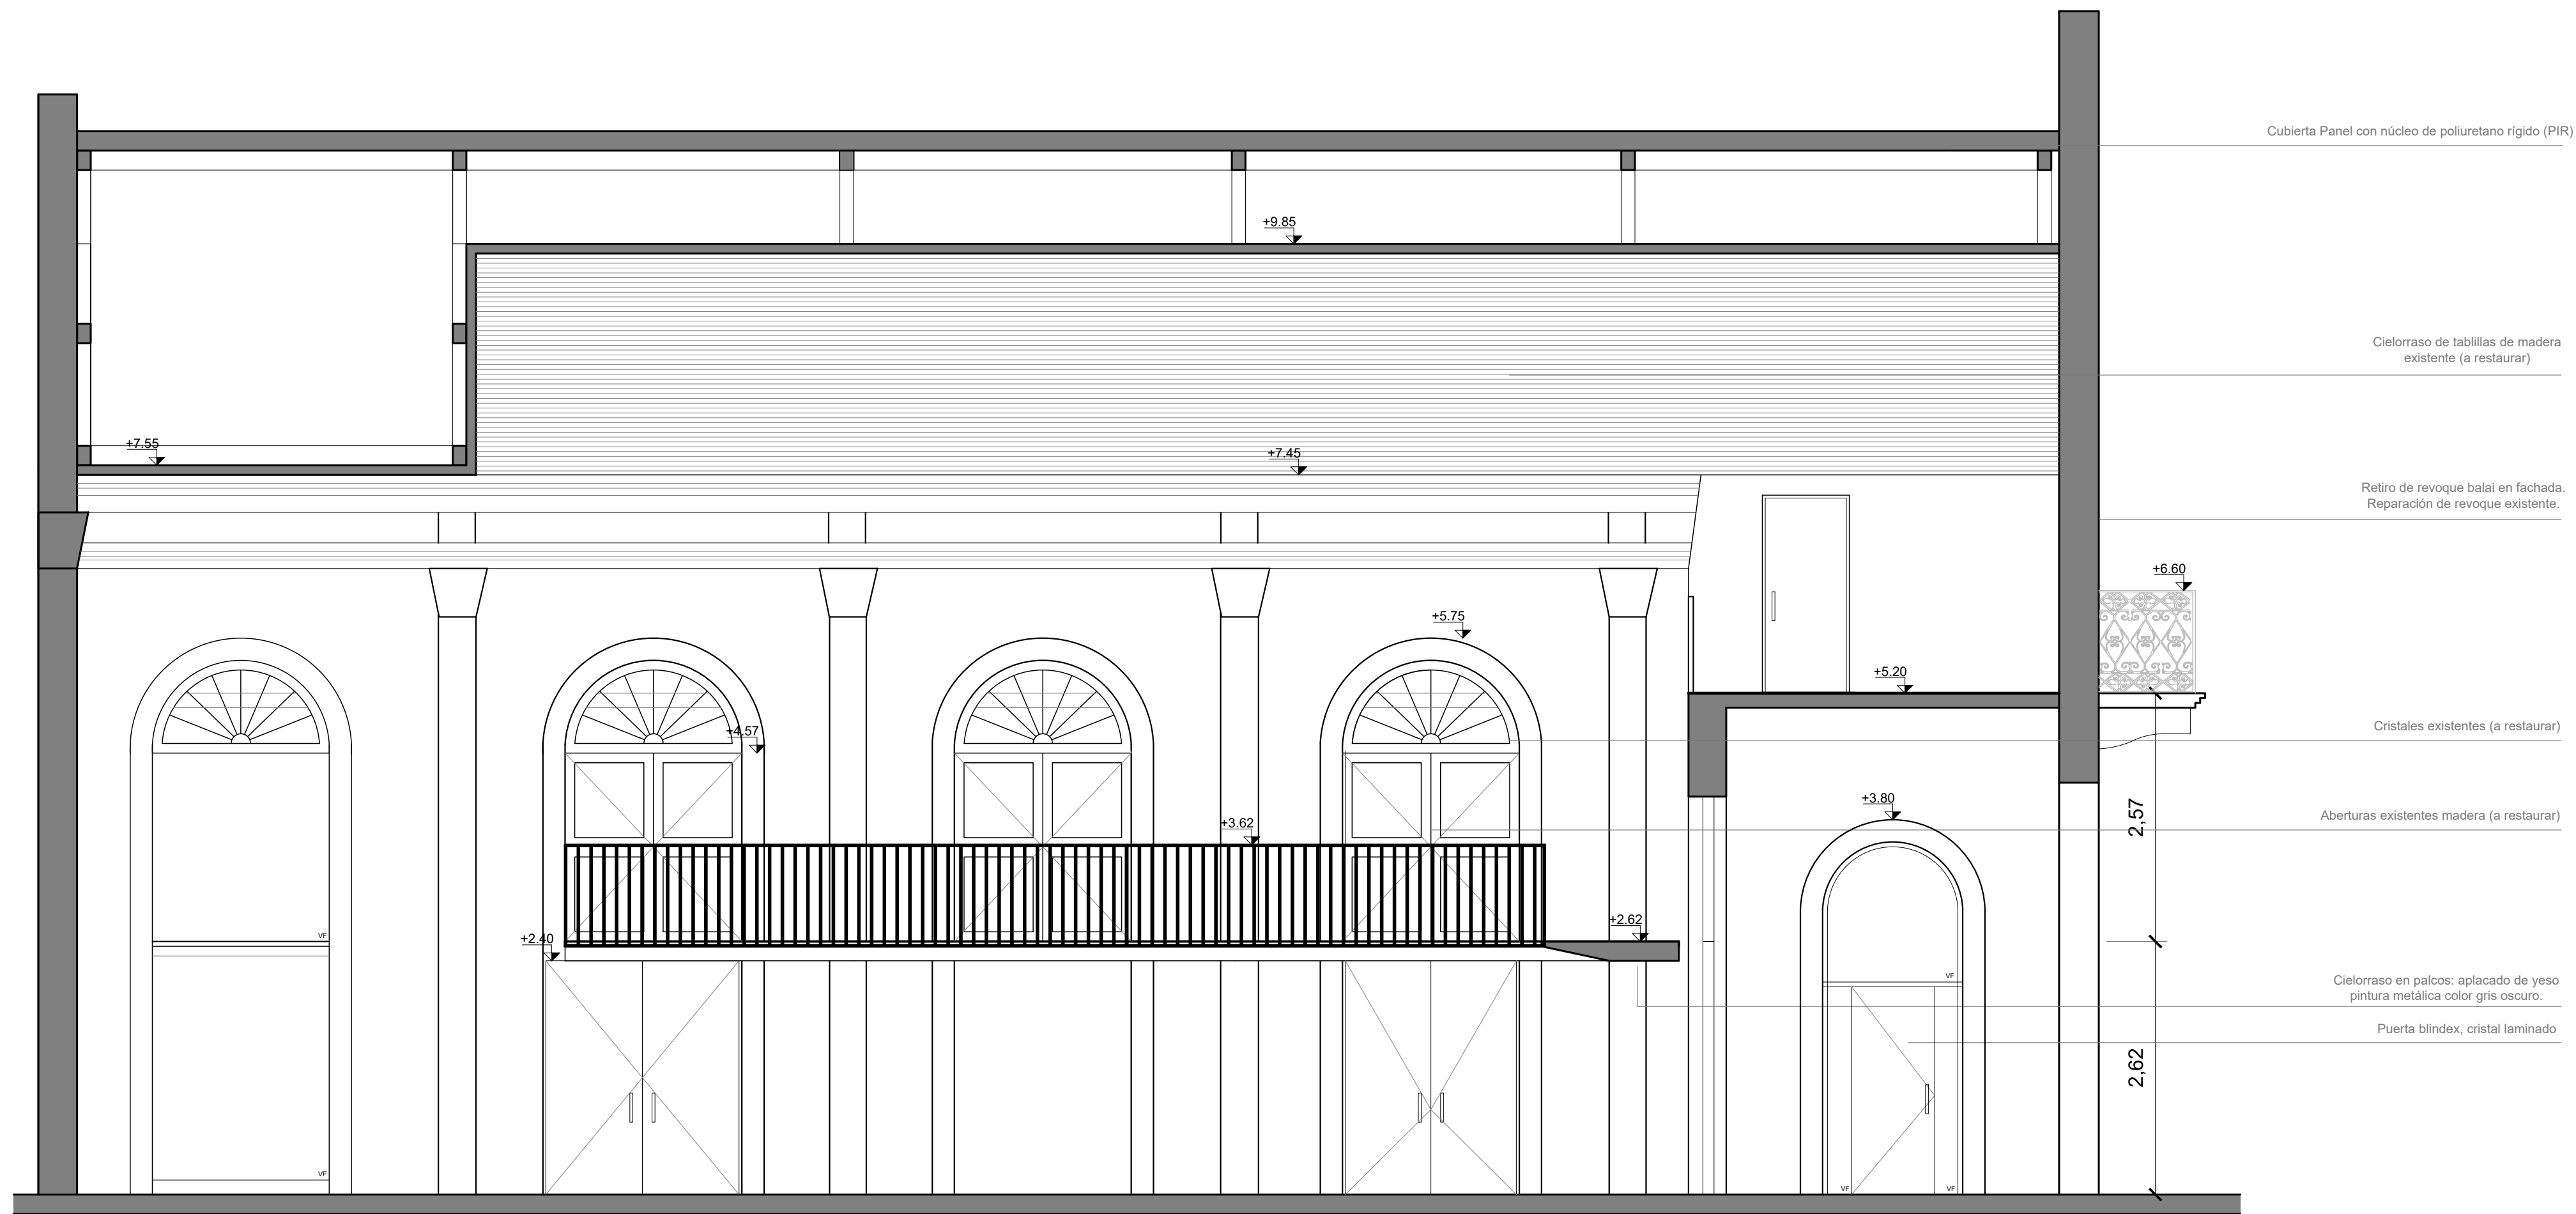 Cubierta Panel con núcleo de poliuretano rígido (PIR)
+9.85
Cielorraso de tablillas de madera
existente (a restaurar)
+7.55
+7.45
Retiro de revoque balai en fachada.
Reparación de revoque existente.
+6.60
+5.75
+5.20
+4.57
Cristales existentes (a restaurar)
+3.80
+3.62
2,57
Aberturas existentes madera (a restaurar)
+2.62
+2.40
VF
VF
Cielorraso en palcos: aplacado de yeso
pintura metálica color gris oscuro.
Puerta blindex, cristal laminado
2,62
VF
VF
VF